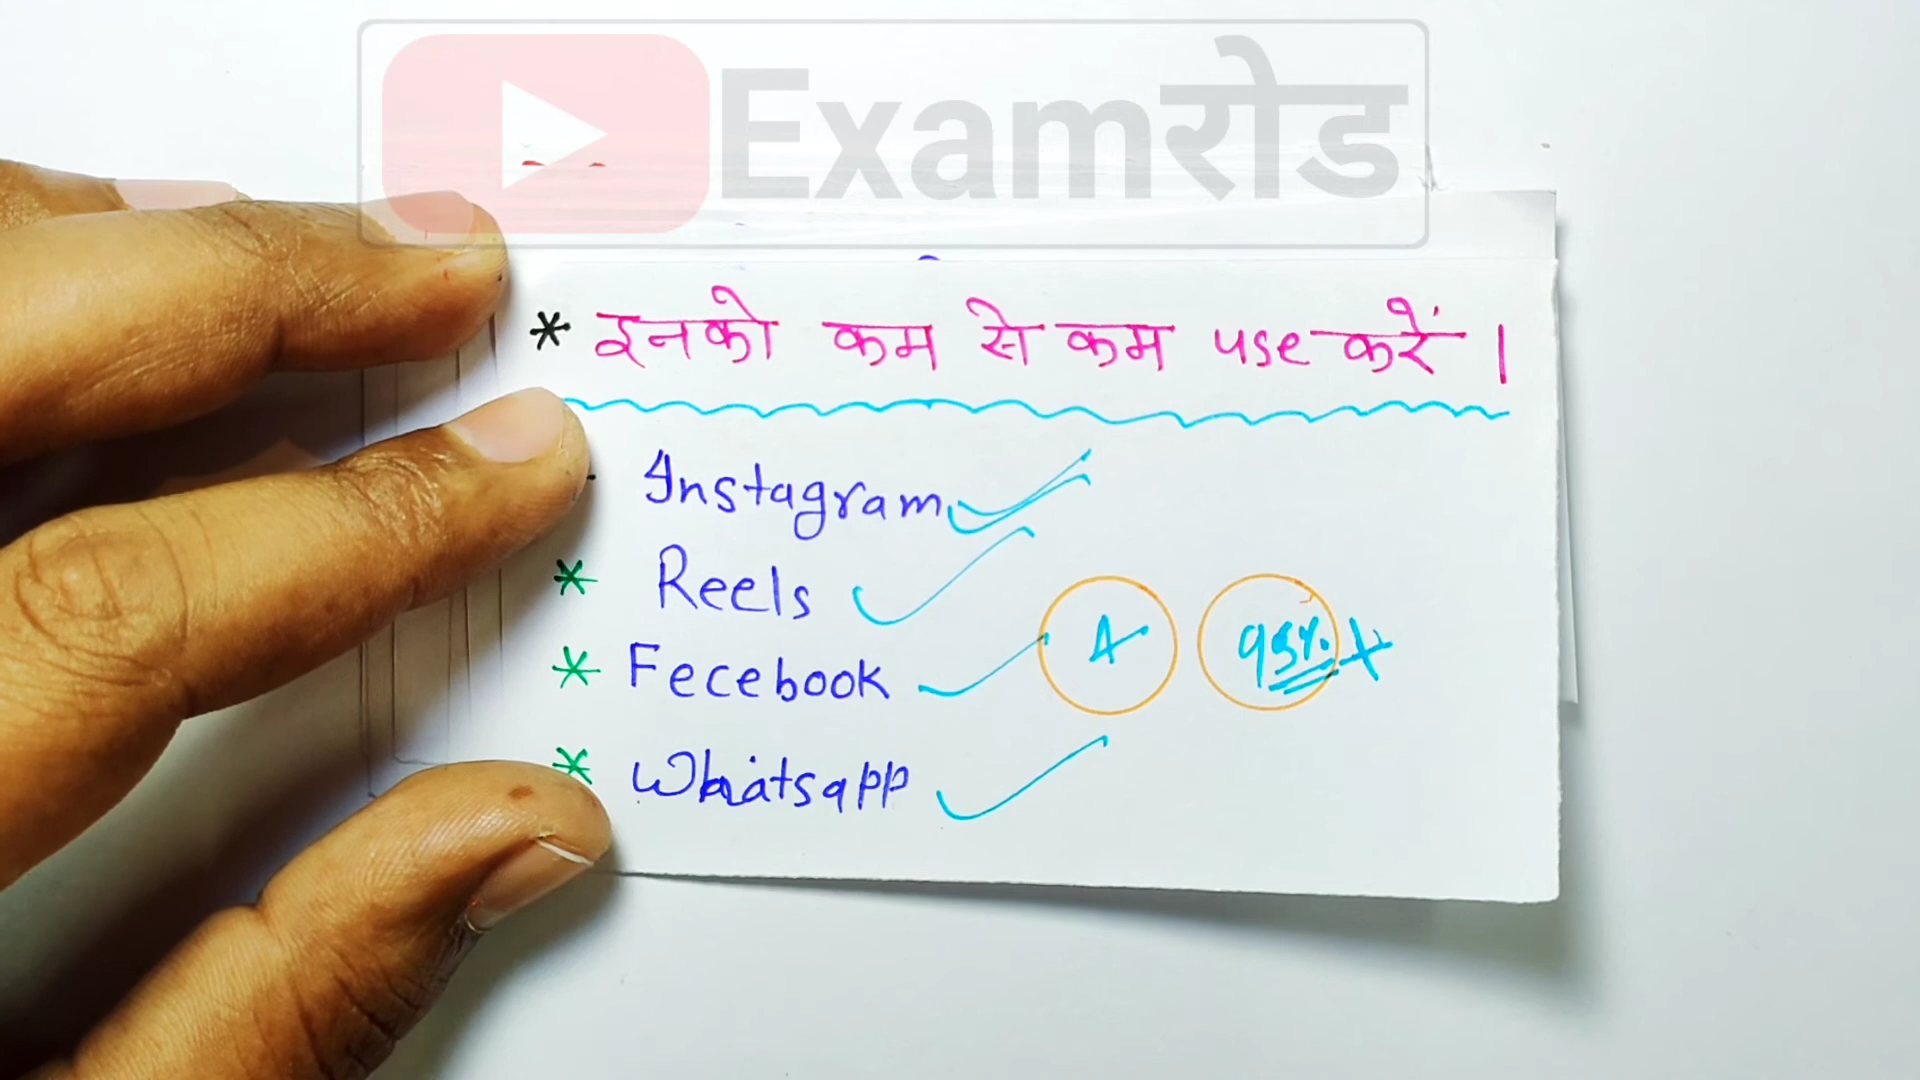 Examरोड
* इनको कम से कम use करें ।
Instagram
* Reels
* Fecebook
A 95%+
* Whatsapp